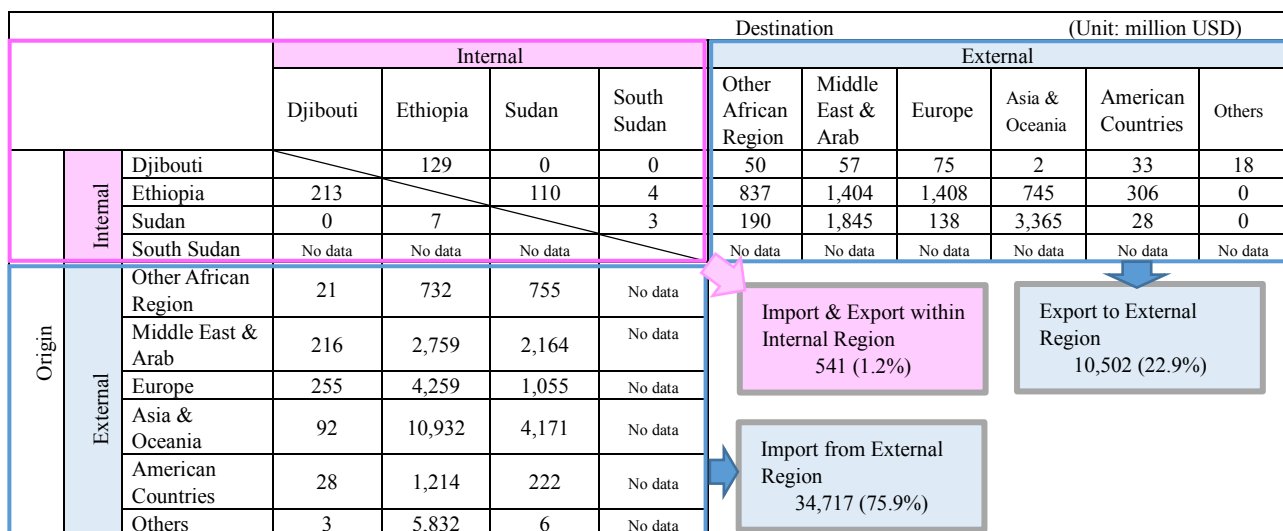 Destination (Unit: million USD)
Internal External
Djibouti Ethiopia Sudan South Sudan Other African Region Middle East & Arab Europe Asia & Oceania American Countries Others
Origin
Internal
Djibouti 129 0 0 50 57 75 2 33 18
Ethiopia 213 110 4 837 1,404 1,408 745 306 0
Sudan 0 7 3 190 1,845 138 3,365 28 0
South Sudan No data No data No data No data No data No data No data No data No data
External
Other African Region 21 732 755 No data
Middle East & Arab 216 2,759 2,164 No data
Europe 255 4,259 1,055 No data
Asia & Oceania 92 10,932 4,171 No data
American Countries 28 1,214 222 No data
Others 3 5,832 6 No data
Import & Export within
Internal Region
541 (1.2%)
Export to External
Region
10,502 (22.9%)
Import from External
Region
34,717 (75.9%)